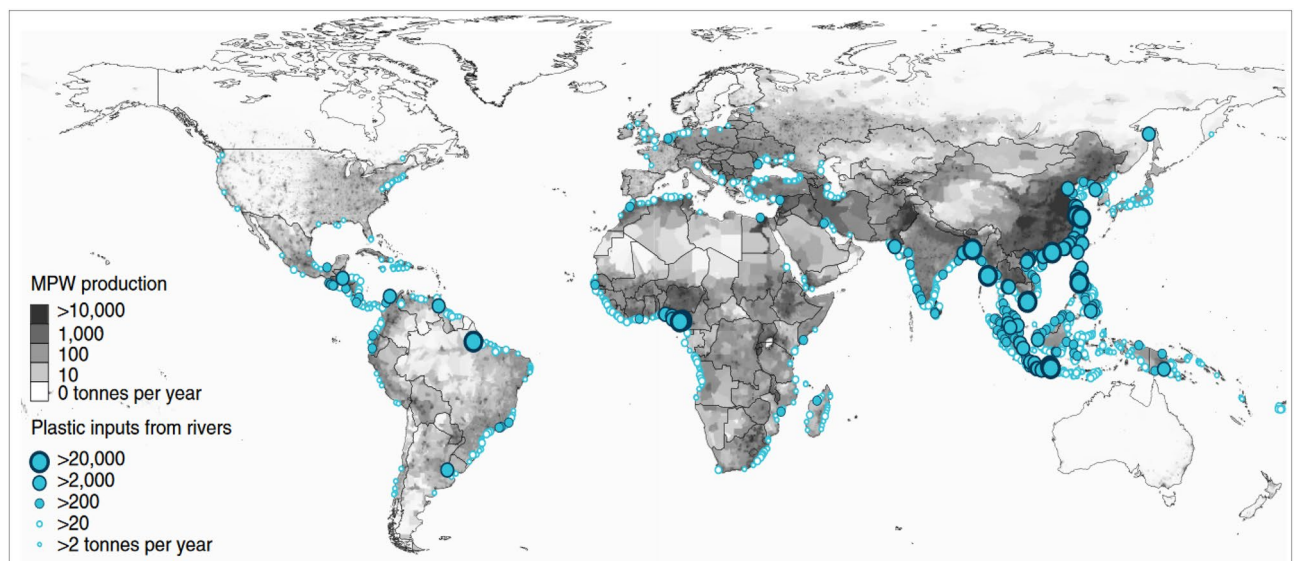 MPW production
>10,000
1,000
100
10
0 tonnes per year
Plastic inputs from rivers
>20,000
>2,000
>200
>20
>2 tonnes per year